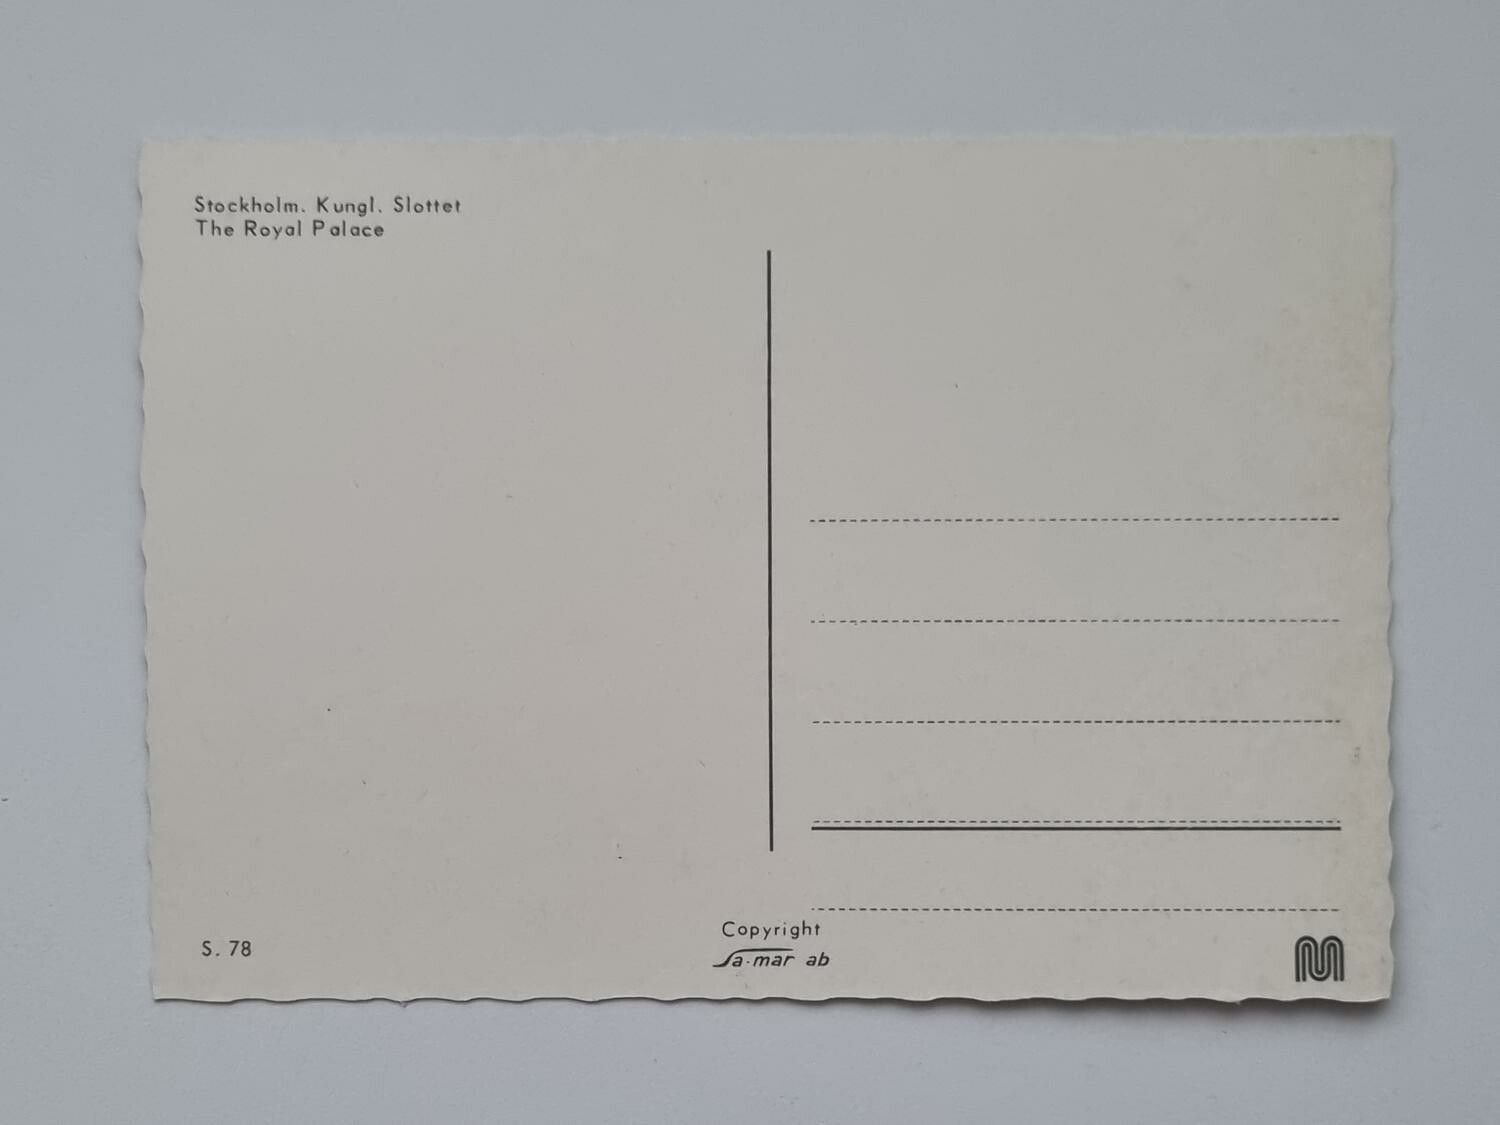 Stockholm. Kungl. Slottet
The Royal Palace
S. 78
Copyright
Sa-mar ab